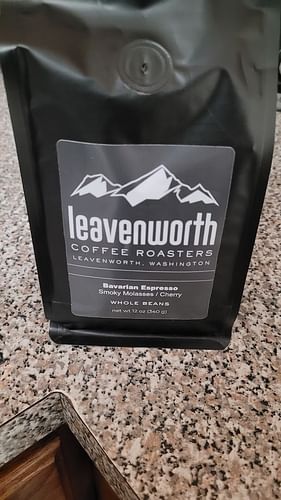 leavenworth
COFFEE ROASTERS
LEAVENWORTH, WASHINGTON
Bavarian Espresso
Smoky Molasses / Cherry
WHOLE BEANS
net wt 12 oz (340 g)